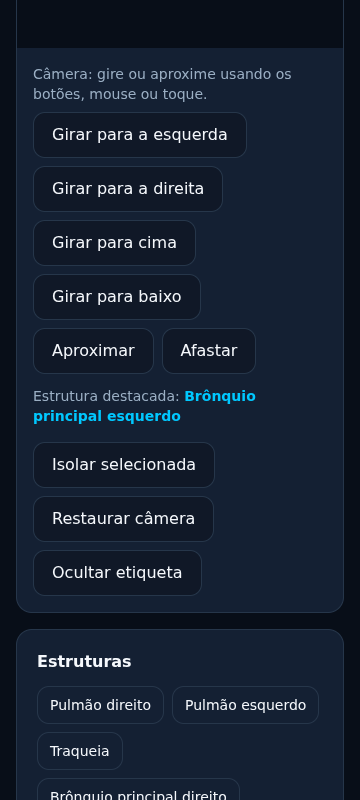 Câmera: gire ou aproxime usando os
botões, mouse ou toque.
Girar para a esquerda
Girar para a direita
Girar para cima
Girar para baixo
Aproximar Afastar
Estrutura destacada: Brônquio
principal esquerdo
Isolar selecionada
Restaurar câmera
Ocultar etiqueta
Estruturas
Pulmão direito Pulmão esquerdo
Traqueia
Brônquio principal direito